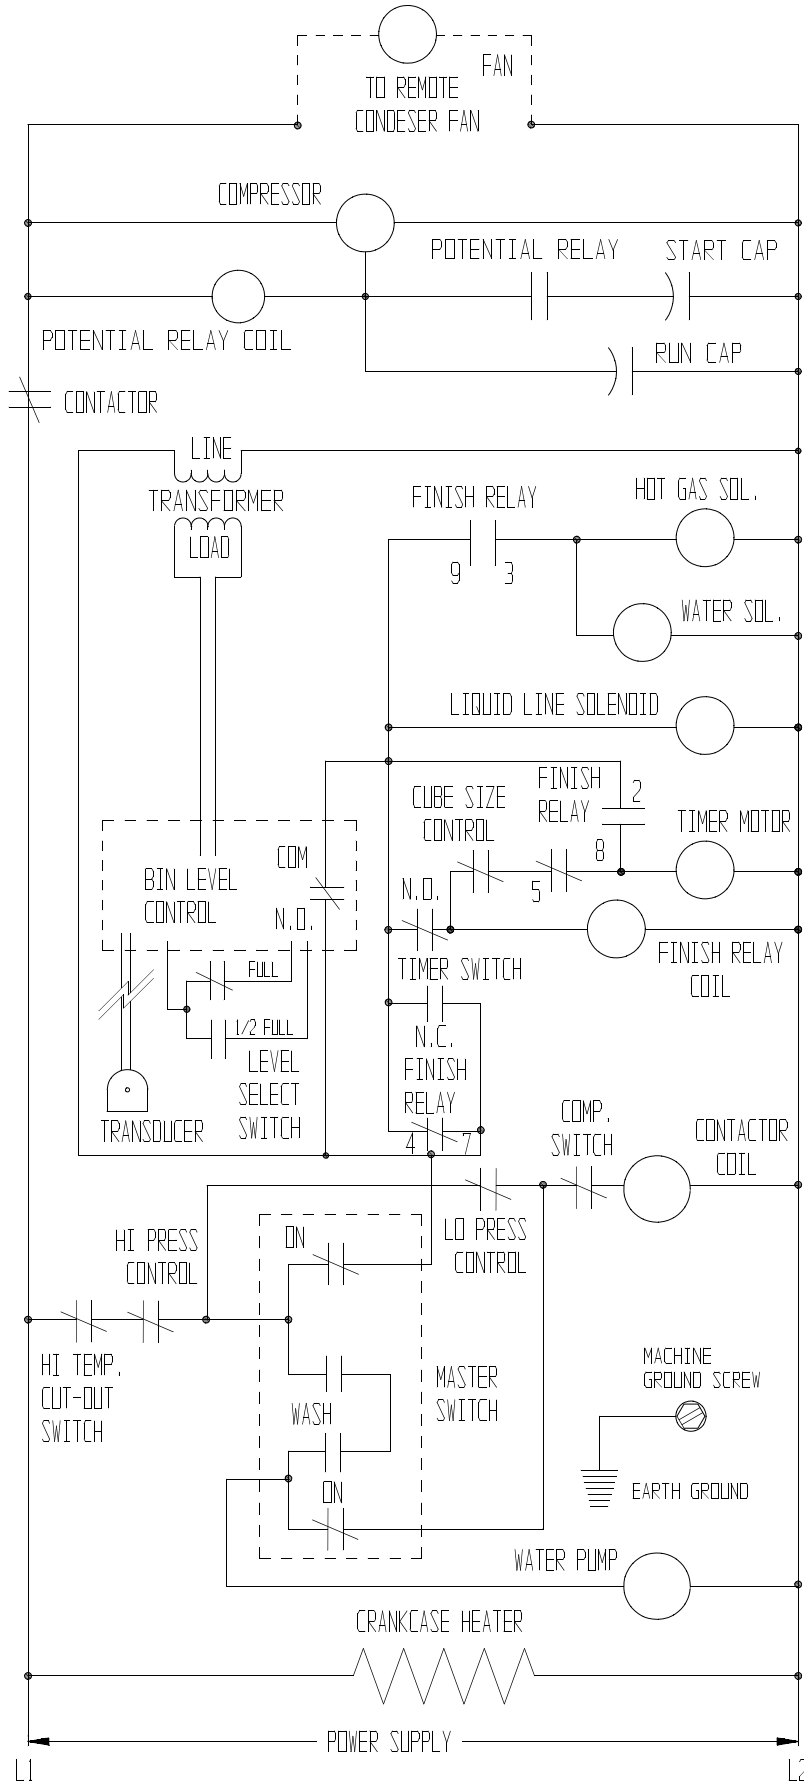 FAN
TO REMOTE
CONDESER FAN
COMPRESSOR
POTENTIAL RELAY
START CAP
POTENTIAL RELAY COIL
RUN CAP
CONTACTOR
LINE
TRANSFORMER
LOAD
FINISH RELAY
9 3
HOT GAS SOL.
WATER SOL.
LIQUID LINE SOLENOID
FINISH
RELAY
2
8
CUBE SIZE
CONTROL
5
TIMER MOTOR
BIN LEVEL
CONTROL
COM
N.O.
N.O.
TIMER SWITCH
FINISH RELAY
COIL
FULL
1/2 FULL
LEVEL
SELECT
SWITCH
TRANSDUCER
N.C.
FINISH
RELAY
4 7
COMP.
SWITCH
CONTACTOR
COIL
LO PRESS
CONTROL
HI PRESS
CONTROL
ON
HI TEMP.
CUT-OUT
SWITCH
WASH
ON
MASTER
SWITCH
MACHINE
GROUND SCREW
EARTH GROUND
WATER PUMP
CRANKCASE HEATER
POWER SUPPLY
L1
L2